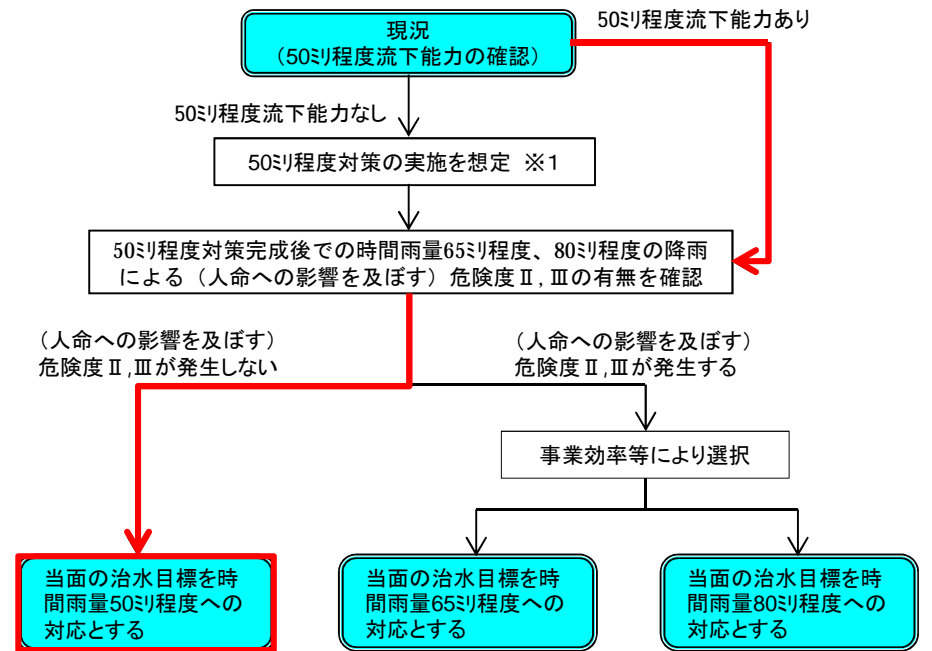 現況
（50ﾐﾘ程度流下能力の確認）
50ﾐﾘ程度流下能力あり
50ﾐﾘ程度流下能力なし
50ﾐﾘ程度対策の実施を想定 ※1
50ﾐﾘ程度対策完成後での時間雨量65ﾐﾘ程度、80ﾐﾘ程度の降雨
による（人命への影響を及ぼす）危険度Ⅱ,Ⅲの有無を確認
（人命への影響を及ぼす）
危険度Ⅱ,Ⅲが発生しない
（人命への影響を及ぼす）
危険度Ⅱ,Ⅲが発生する
事業効率等により選択
当面の治水目標を時
間雨量50ﾐﾘ程度への
対応とする
当面の治水目標を時
間雨量65ﾐﾘ程度への
対応とする
当面の治水目標を時
間雨量80ﾐﾘ程度への
対応とする